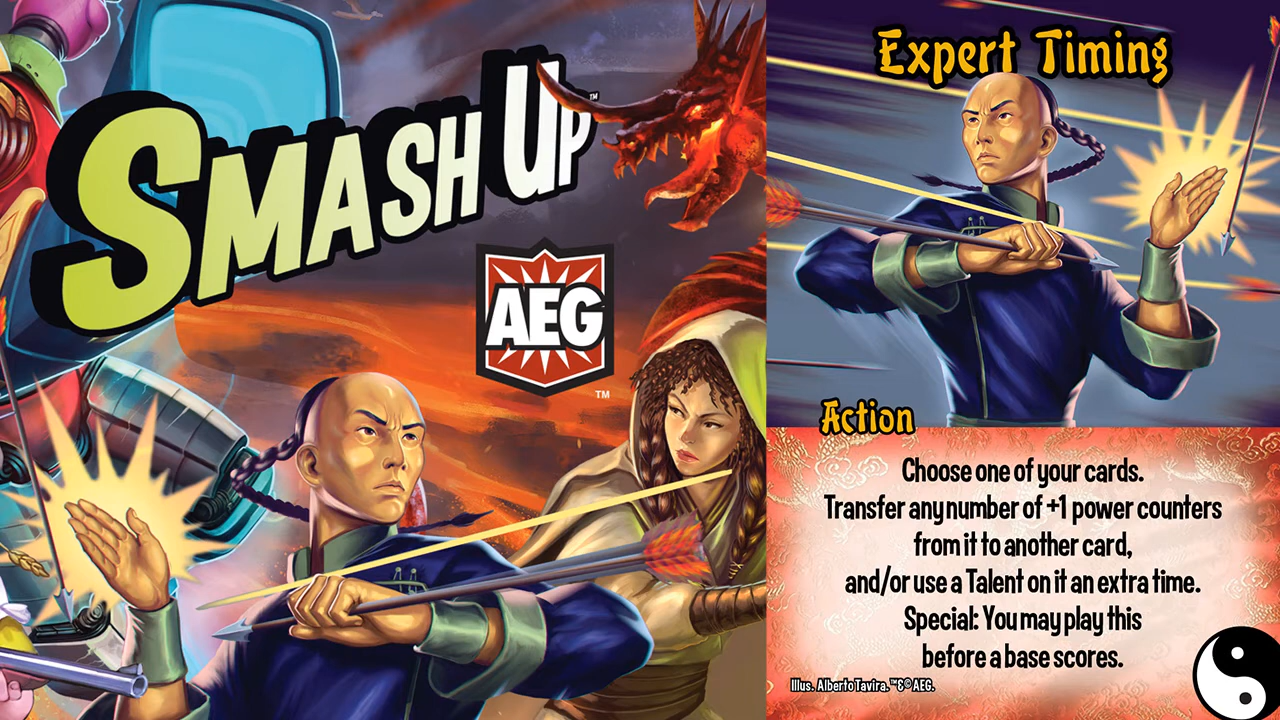 SMASH UP™
AEG
™
Expert Timing
Action
Choose one of your cards.
Transfer any number of +1 power counters
from it to another card,
and/or use a Talent on it an extra time.
Special: You may play this
before a base scores.
Illus. Alberto Tavira. ™&©AEG.